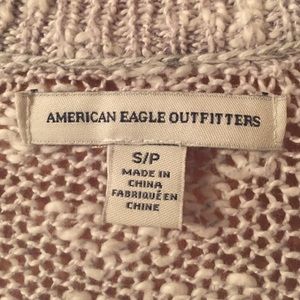 AMERICAN EAGLE OUTFITTERS
S/P
MADE IN
CHINA
FABRIQUÉ EN
CHINE